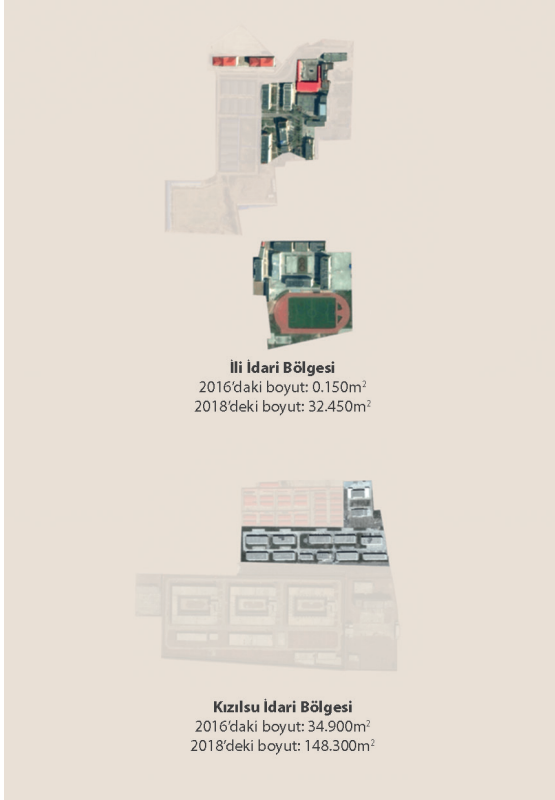 İli İdari Bölgesi
2016'daki boyut: 0.150m²
2018'deki boyut: 32.450m²
Kızılsu İdari Bölgesi
2016'daki boyut: 34.900m²
2018'deki boyut: 148.300m²